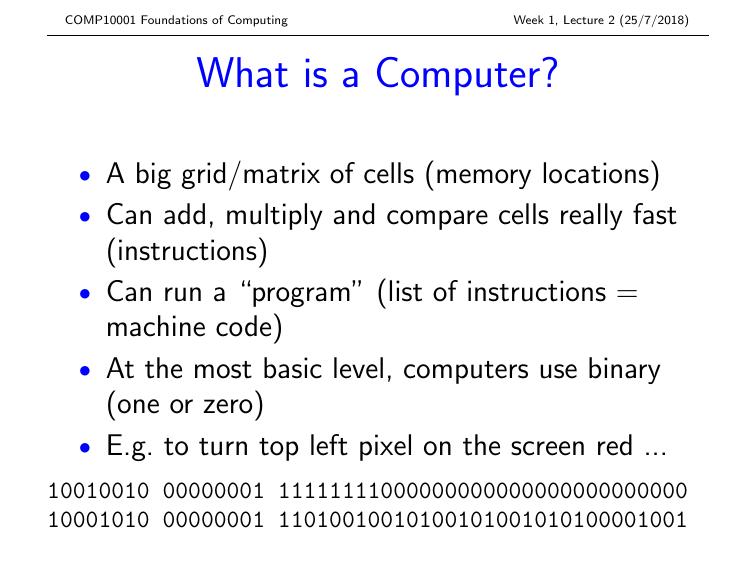 COMP10001 Foundations of Computing Week 1, Lecture 2 (25/7/2018)
What is a Computer?
• A big grid/matrix of cells (memory locations)
• Can add, multiply and compare cells really fast
(instructions)
• Can run a “program” (list of instructions =
machine code)
• At the most basic level, computers use binary
(one or zero)
• E.g. to turn top left pixel on the screen red ...
10010010 00000001 11111111000000000000000000000000
10001010 00000001 11010010010100101001010100001001